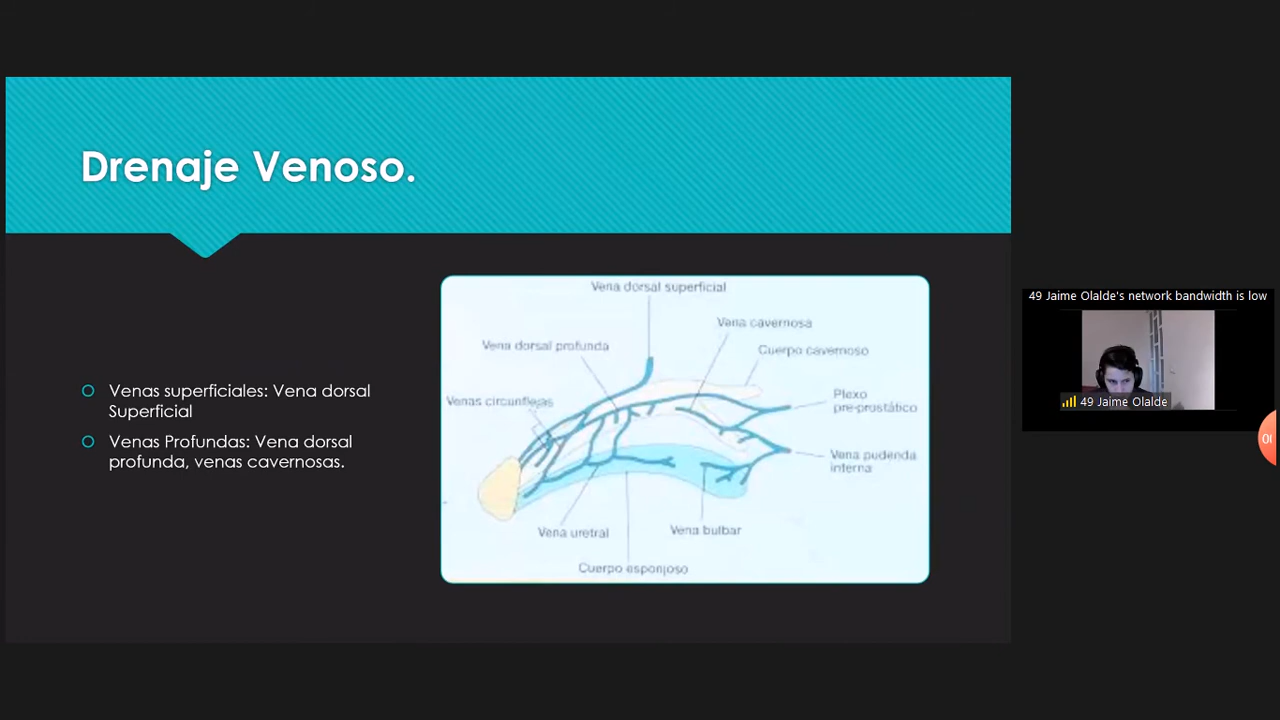 Drenaje Venoso.
Venas superficiales: Vena dorsal
Superficial
Venas Profundas: Vena dorsal
profunda, venas cavernosas.
Vena dorsal superficial
Vena cavernosa
Vena dorsal profunda
Cuerpo cavernoso
Venas circunflejas
Plexo
pre-prostático
Vena pudenda
interna
Vena uretral
Vena bulbar
Cuerpo esponjoso
49 Jaime Olalde's network bandwidth is low
49 Jaime Olalde